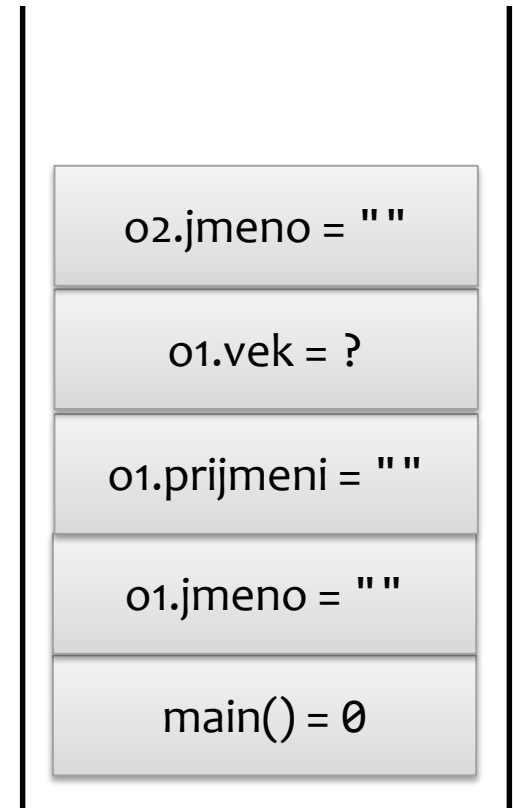 o2.jmeno = ""
o1.vek = ?
o1.prijmeni = ""
o1.jmeno = ""
main() = 0